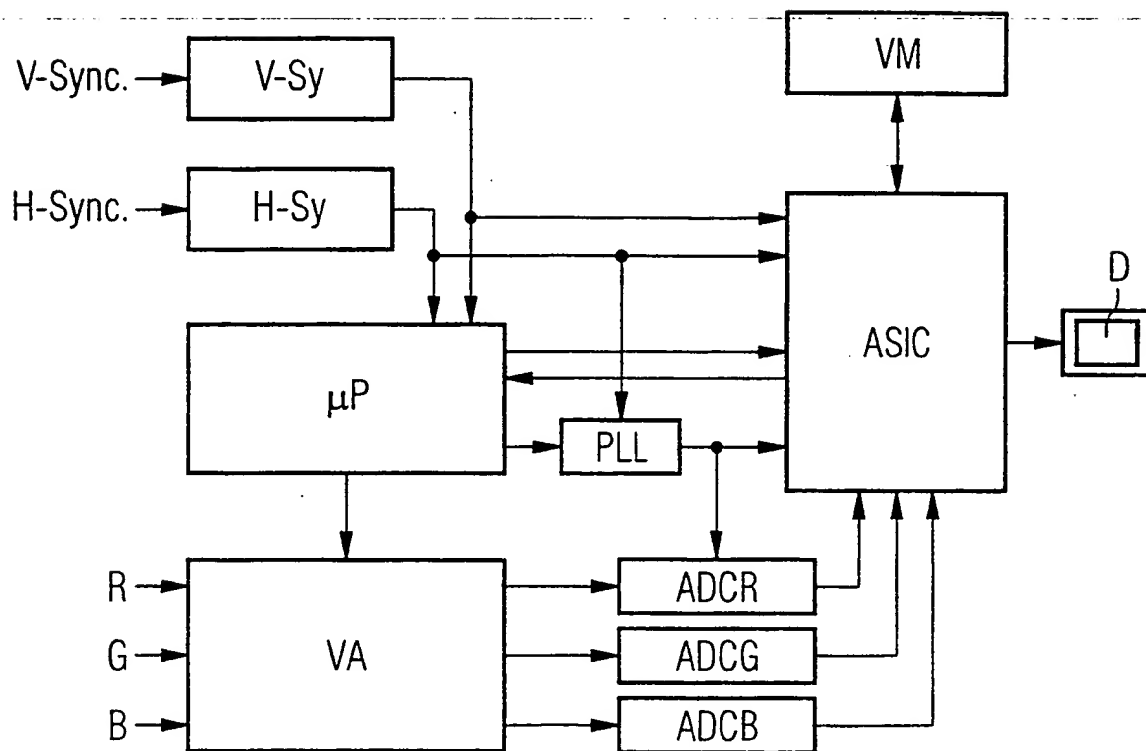 V-Sync.
V-Sy
VM
H-Sync.
H-Sy
D
ASIC
µP
PLL
R
ADCR
G
VA
ADCG
B
ADCB